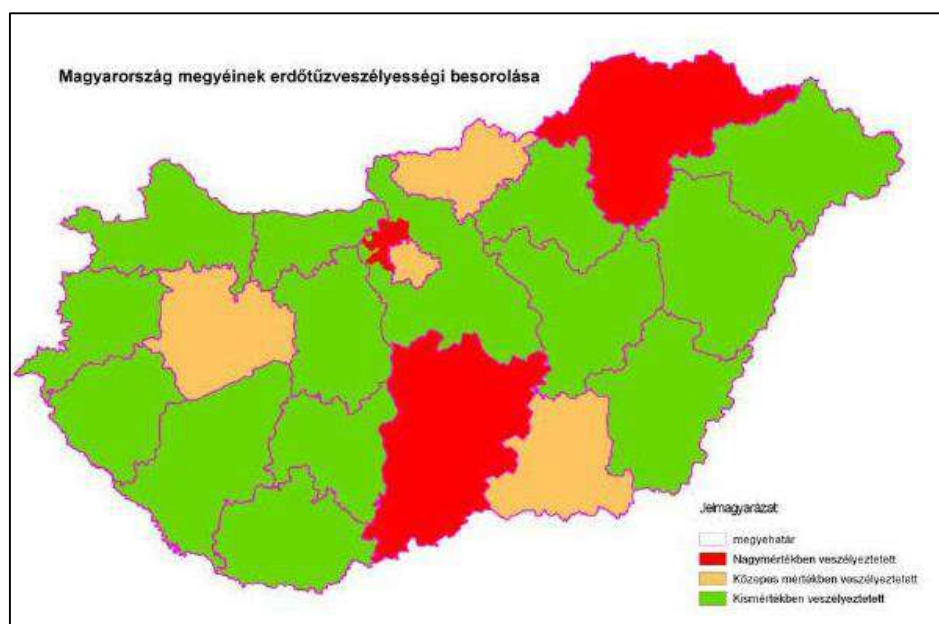 Magyarország megyéinek erdőtűzveszélyességi besorolása
Jelmagyarázat
megyehatár
Nagymértékben veszélyeztetett
Közepes mértékben veszélyeztetett
Kismértékben veszélyeztetett